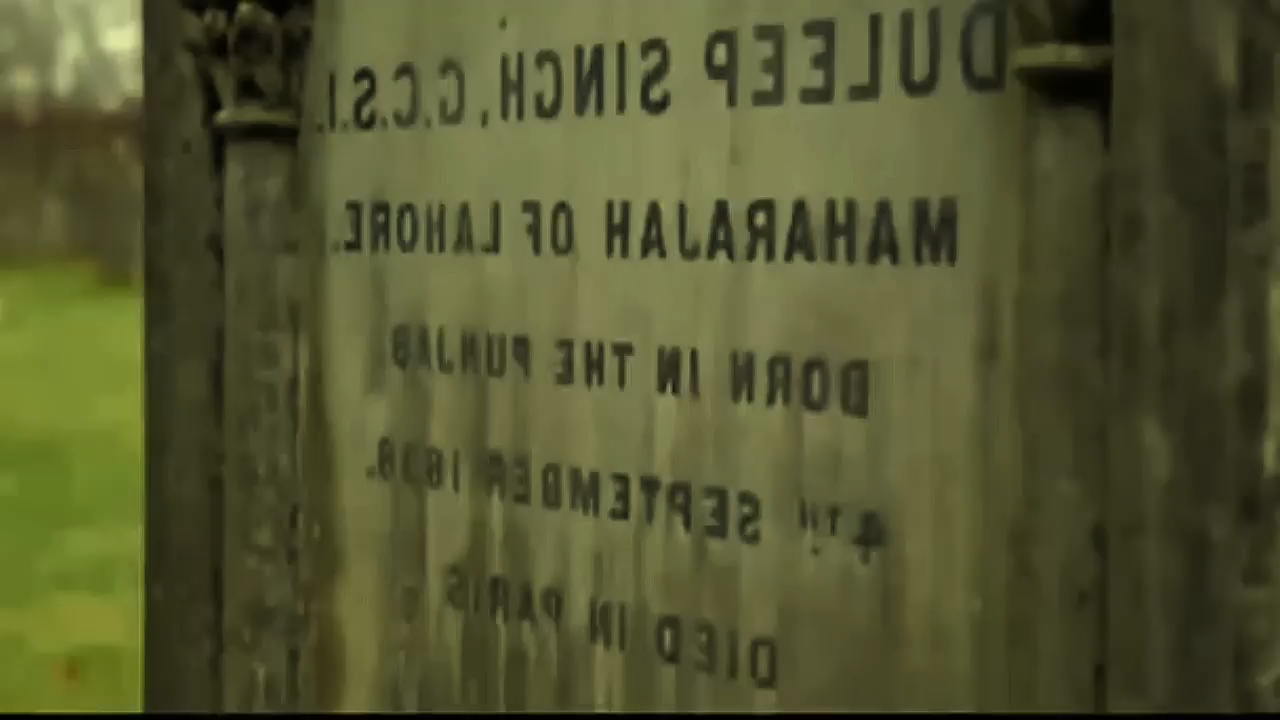 DULEEP SINGH, G.C.S.I.
MAHARAJAH OF LAHORE.
BORN IN THE PUNJAB
4TH SEPTEMBER 1838.
DIED IN PARIS